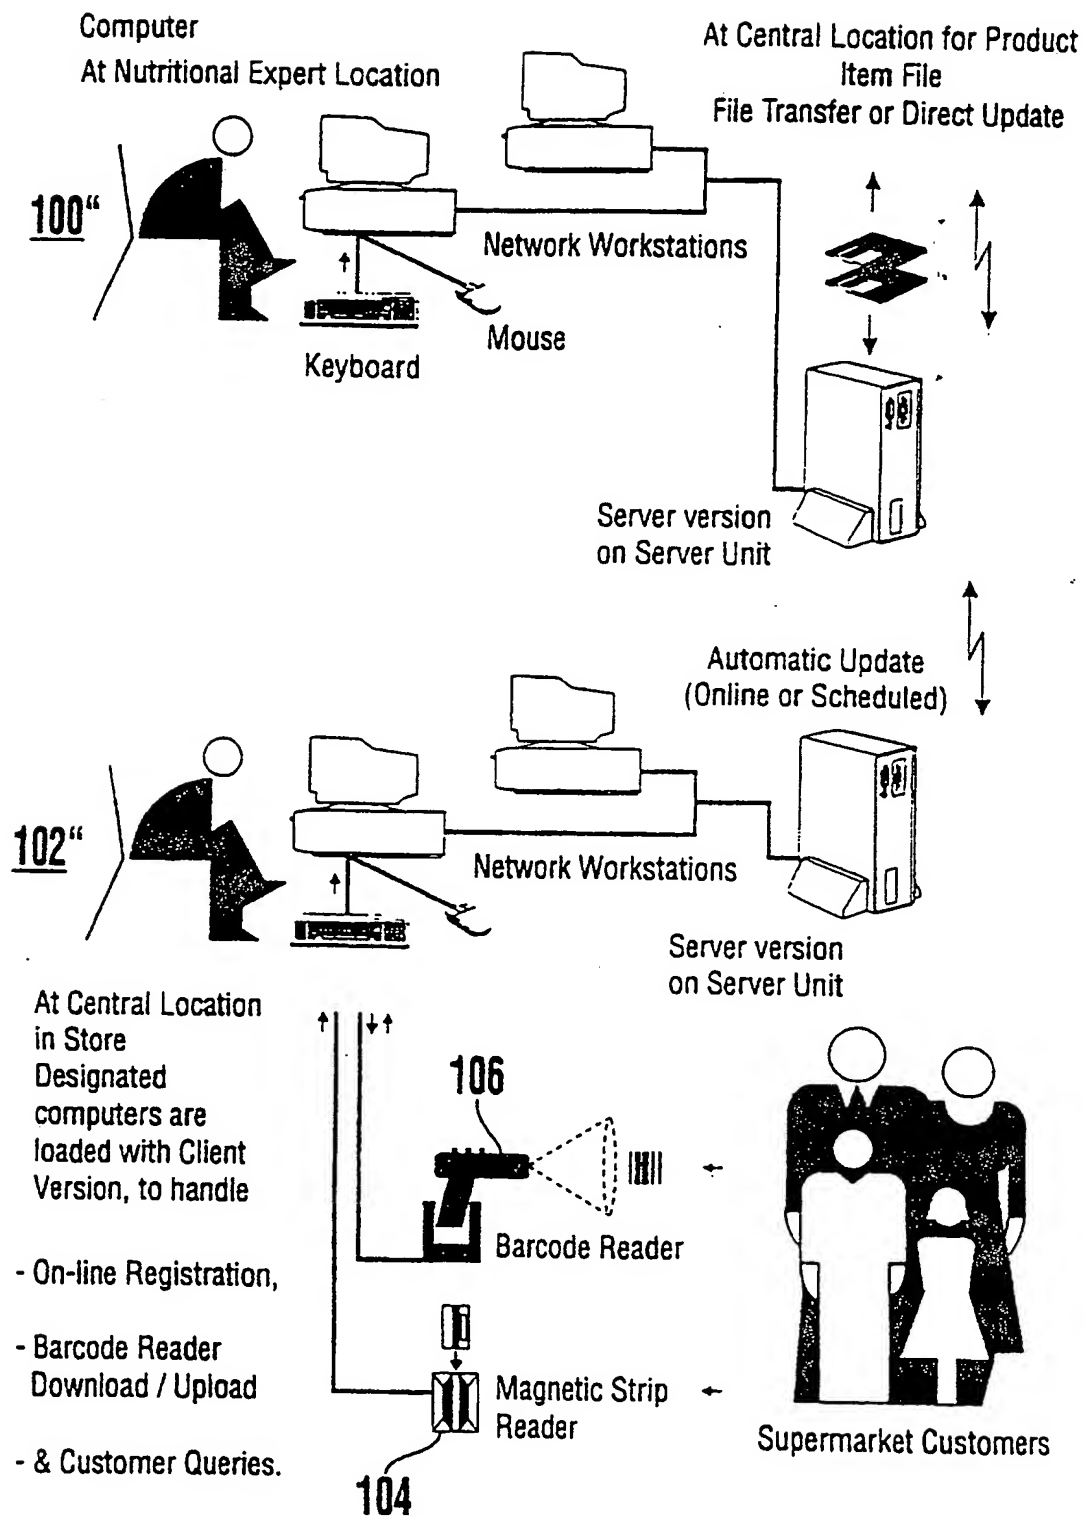 Computer
At Nutritional Expert Location
At Central Location for Product
Item File
File Transfer or Direct Update
100“
Network Workstations
Mouse
Keyboard
Server version
on Server Unit
Automatic Update
(Online or Scheduled)
102“
Network Workstations
Server version
on Server Unit
At Central Location
in Store
Designated
computers are
loaded with Client
Version, to handle
- On-line Registration,
- Barcode Reader
Download / Upload
- & Customer Queries.
106
Barcode Reader
Magnetic Strip
Reader
104
Supermarket Customers